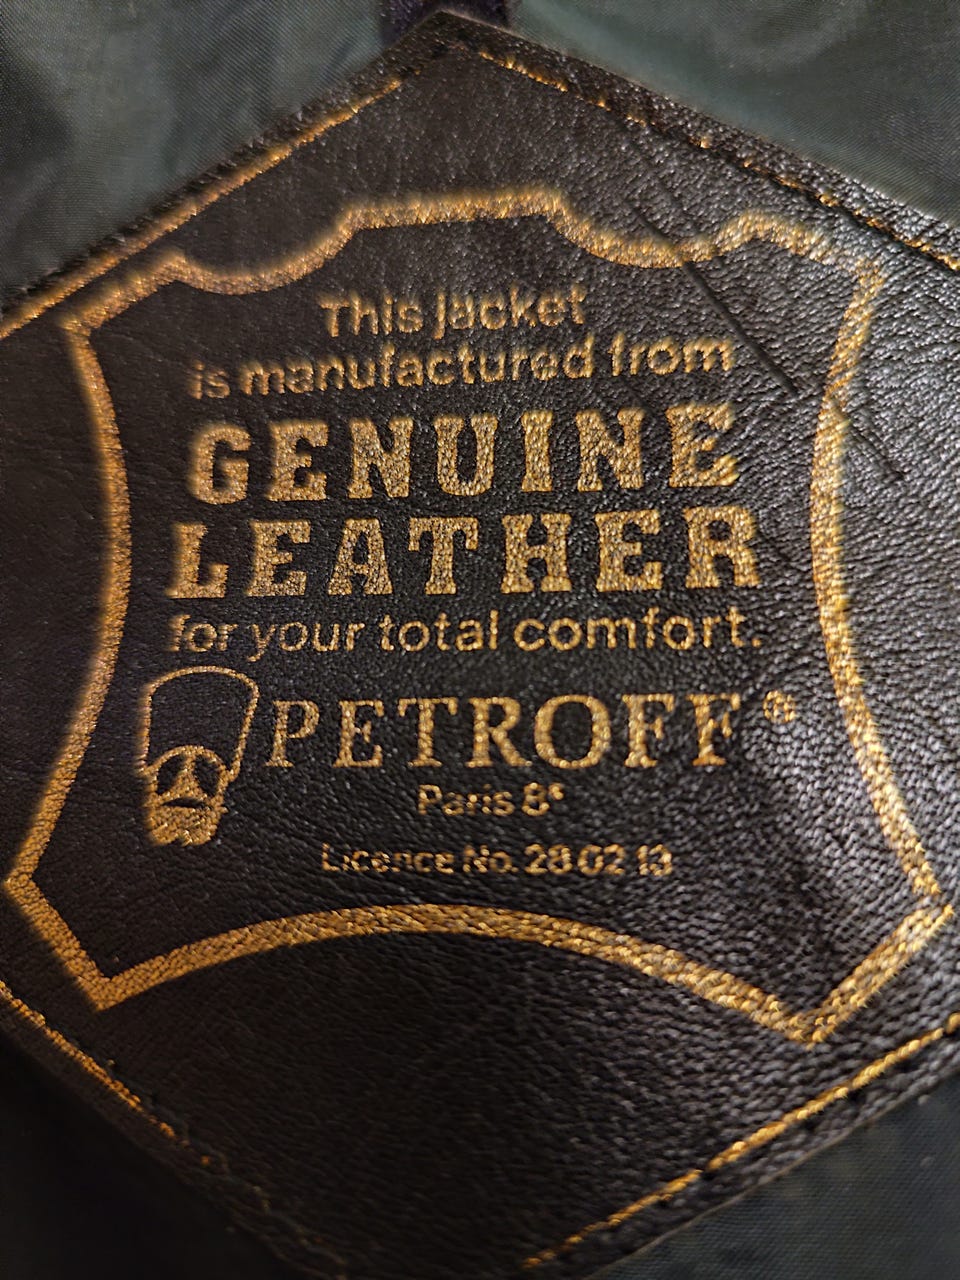 This jacket
is manufactured from
GENUINE
LEATHER
for your total comfort.
PETROFF®
Paris 8e
Licence No. 28 02 13